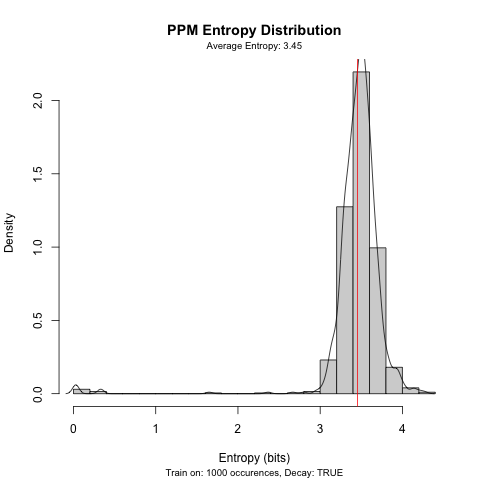 PPM Entropy Distribution
Average Entropy: 3.45
Density
2.0
1.5
1.0
0.5
0.0
0 1 2 3 4
Entropy (bits)
Train on: 1000 occurences, Decay: TRUE